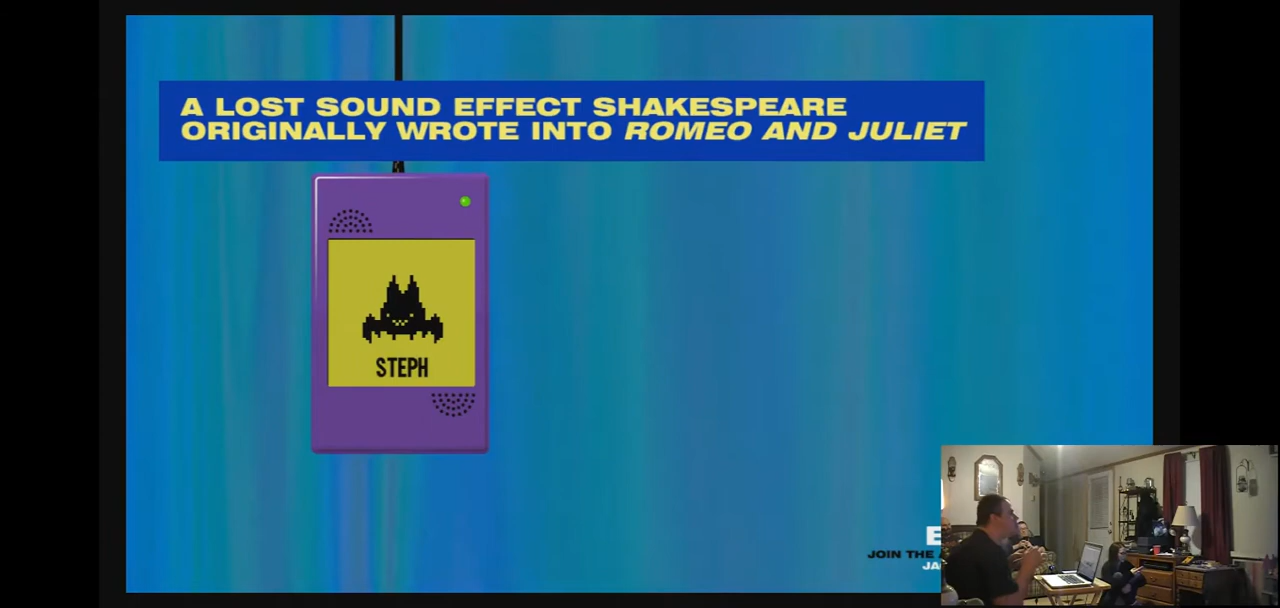 A LOST SOUND EFFECT SHAKESPEARE
ORIGINALLY WROTE INTO ROMEO AND JULIET
STEPH
JOIN THE